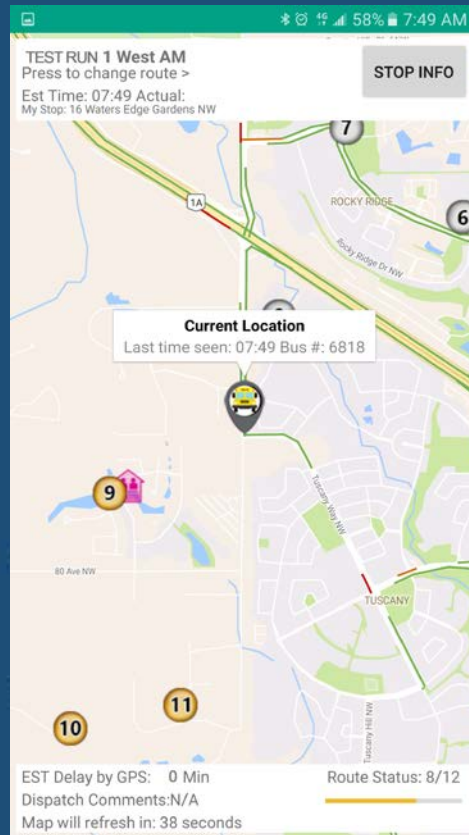 58% 7:49 AM
TEST RUN 1 West AM
Press to change route >
Est Time: 07:49 Actual:
My Stop: 16 Waters Edge Gardens NW
STOP INFO
7
1A
ROCKY RIDGE
6
Rocky Ridge Dr NW
Current Location
Last time seen: 07:49 Bus #: 6818
9
Tuscany Way NW
80 Ave NW
TUSCANY
11
10
Tuscany Hill NW
EST Delay by GPS: 0 Min
Route Status: 8/12
Dispatch Comments:N/A
Map will refresh in: 38 seconds